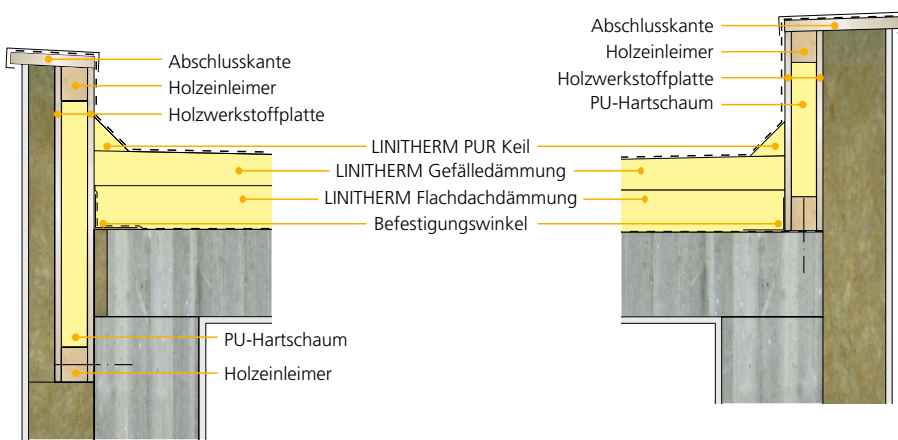 Abschlusskante
Holzeinleimer
Holzwerkstoffplatte
Abschlusskante
Holzeinleimer
Holzwerkstoffplatte
PU-Hartschaum
LINITHERM PUR Keil
LINITHERM Gefälledämmung
LINITHERM Flachdachdämmung
Befestigungswinkel
PU-Hartschaum
Holzeinleimer